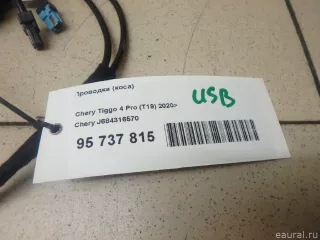 Проводка (коса)
USB
Chery Tiggo 4 Pro (T19) 2020>
Chery J684316570
95 737 815
eaural.ru